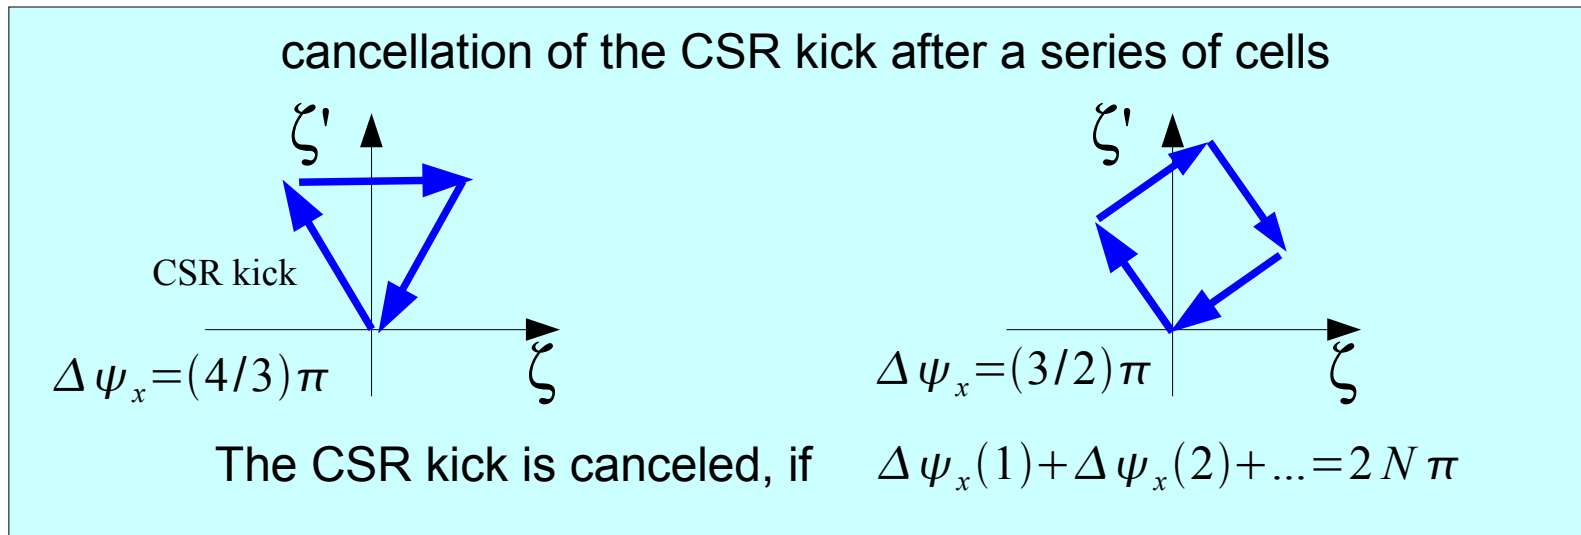 cancellation of the CSR kick after a series of cells
ζ'
CSR kick
ζ
Δψₓ=(4/3)π
ζ'
ζ
Δψₓ=(3/2)π
The CSR kick is canceled, if Δψₓ(1)+Δψₓ(2)+...=2Nπ